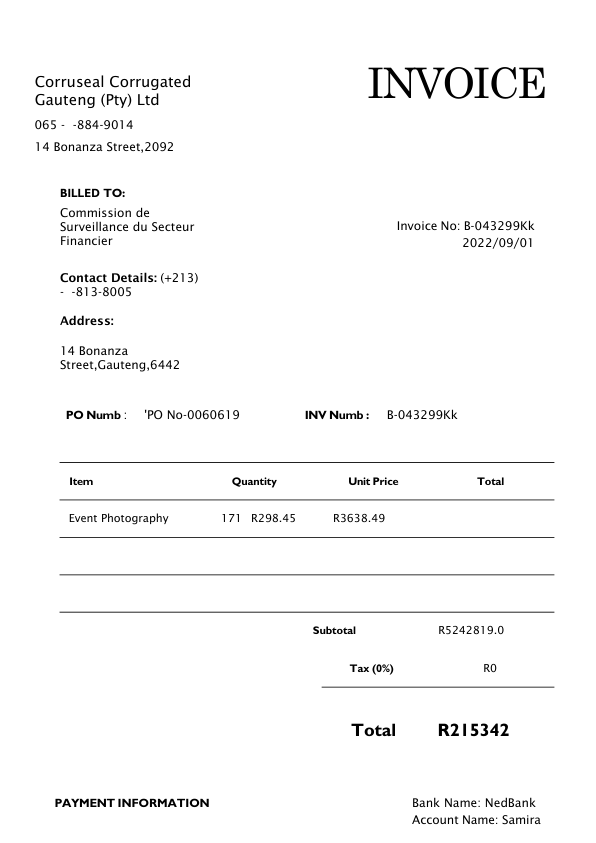 INVOICE
Corruseal Corrugated
Gauteng (Pty) Ltd
065 -  -884-9014
14 Bonanza Street,2092
BILLED TO:
Commission de
Surveillance du Secteur
Financier
Invoice No: B-043299Kk
2022/09/01
Contact Details: (+213)
-  -813-8005
Address:
14 Bonanza
Street,Gauteng,6442
PO Numb : 'PO No-0060619 INV Numb : B-043299Kk
Item Quantity Unit Price Total
Event Photography 171 R298.45 R3638.49
Subtotal R5242819.0
Tax (0%) R0
Total R215342
PAYMENT INFORMATION
Bank Name: NedBank
Account Name: Samira